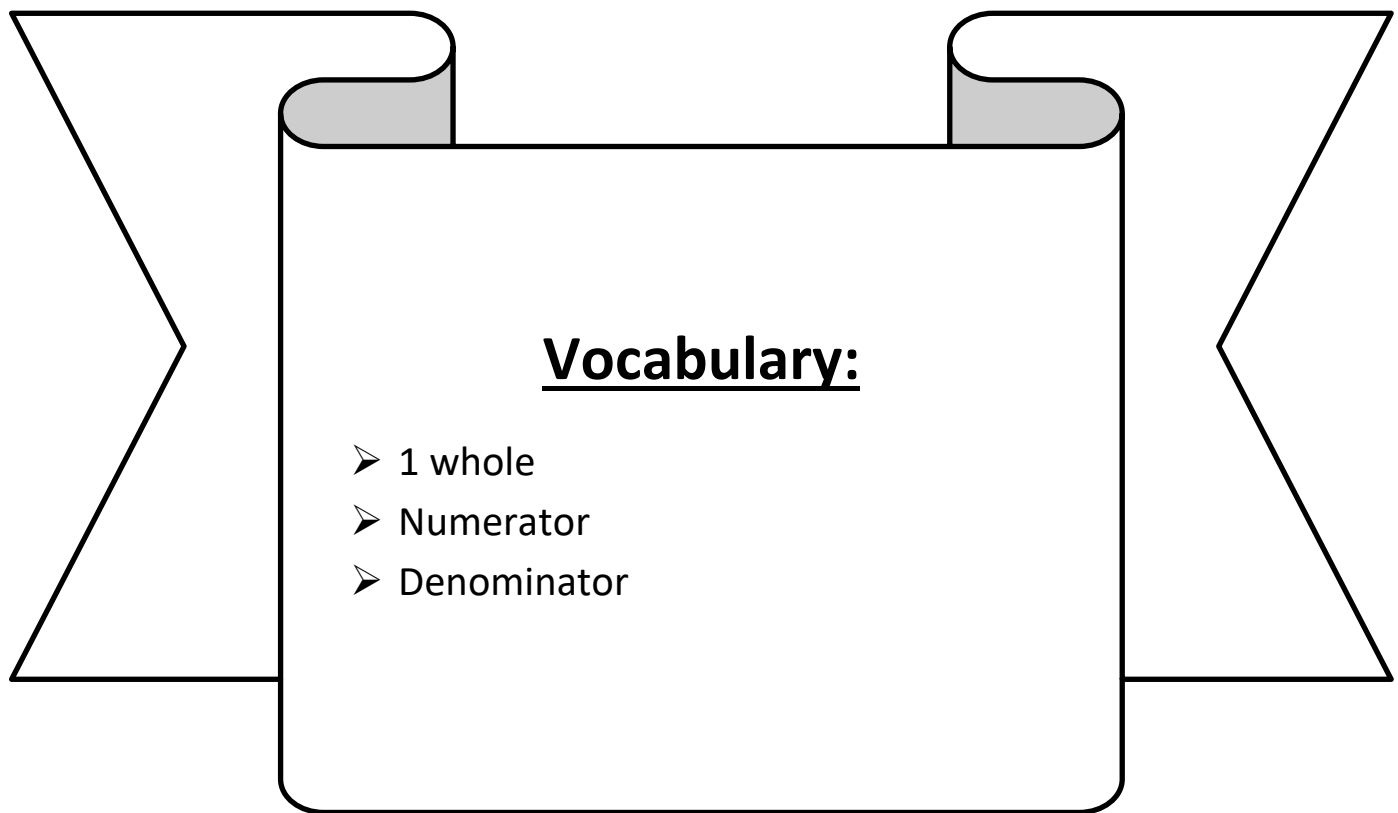 Vocabulary:
➢ 1 whole
➢ Numerator
➢ Denominator